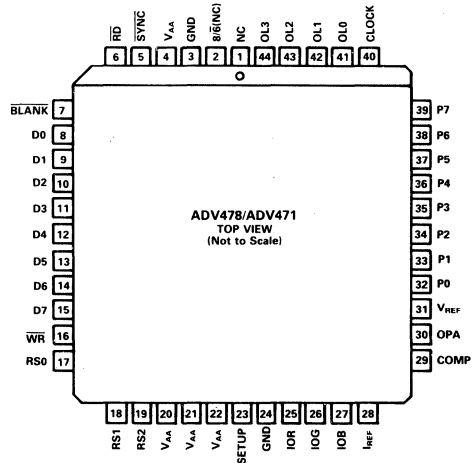 R̅D̅
S̅Y̅N̅C̅
VAA
GND
8/6̅(NC)
NC
OL3
OL2
OL1
OL0
CLOCK
6
5
4
3
2
1
44
43
42
41
40
B̅L̅A̅N̅K̅ 7
D0 8
D1 9
D2 10
D3 11
D4 12
D5 13
D6 14
D7 15
W̅R̅ 16
RS0 17
ADV478/ADV471
TOP VIEW
(Not to Scale)
39 P7
38 P6
37 P5
36 P4
35 P3
34 P2
33 P1
32 P0
31 VREF
30 OPA
29 COMP
18
19
20
21
22
23
24
25
26
27
28
RS1
RS2
VAA
VAA
VAA
SETUP
GND
IOR
IOG
IOB
IREF